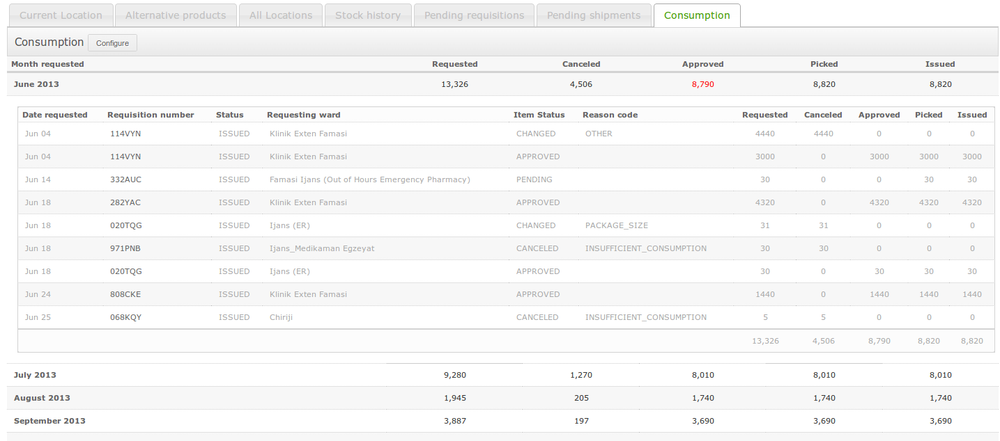 Current Location Alternative products All Locations Stock history Pending requisitions Pending shipments Consumption
Consumption Configure
Month requested Requested Canceled Approved Picked Issued
June 2013 13,326 4,506 8,790 8,820 8,820
Date requested Requisition number Status Requesting ward Item Status Reason code Requested Canceled Approved Picked Issued
Jun 04 114VYN ISSUED Klinik Exten Famasi CHANGED OTHER 4440 4440 0 0 0
Jun 04 114VYN ISSUED Klinik Exten Famasi APPROVED 3000 0 3000 3000 3000
Jun 14 332AUC ISSUED Famasi Ijans (Out of Hours Emergency Pharmacy) PENDING 30 0 0 30 30
Jun 18 282YAC ISSUED Klinik Exten Famasi APPROVED 4320 0 4320 4320 4320
Jun 18 020TQG ISSUED Ijans (ER) CHANGED PACKAGE_SIZE 31 31 0 0 0
Jun 18 971PNB ISSUED Ijans_Medikaman Egzeyat CANCELED INSUFFICIENT_CONSUMPTION 30 30 0 0 0
Jun 18 020TQG ISSUED Ijans (ER) APPROVED 30 0 30 30 30
Jun 24 808CKE ISSUED Klinik Exten Famasi APPROVED 1440 0 1440 1440 1440
Jun 25 068KQY ISSUED Chiriji CANCELED INSUFFICIENT_CONSUMPTION 5 5 0 0 0
13,326 4,506 8,790 8,820 8,820
July 2013 9,280 1,270 8,010 8,010 8,010
August 2013 1,945 205 1,740 1,740 1,740
September 2013 3,887 197 3,690 3,690 3,690